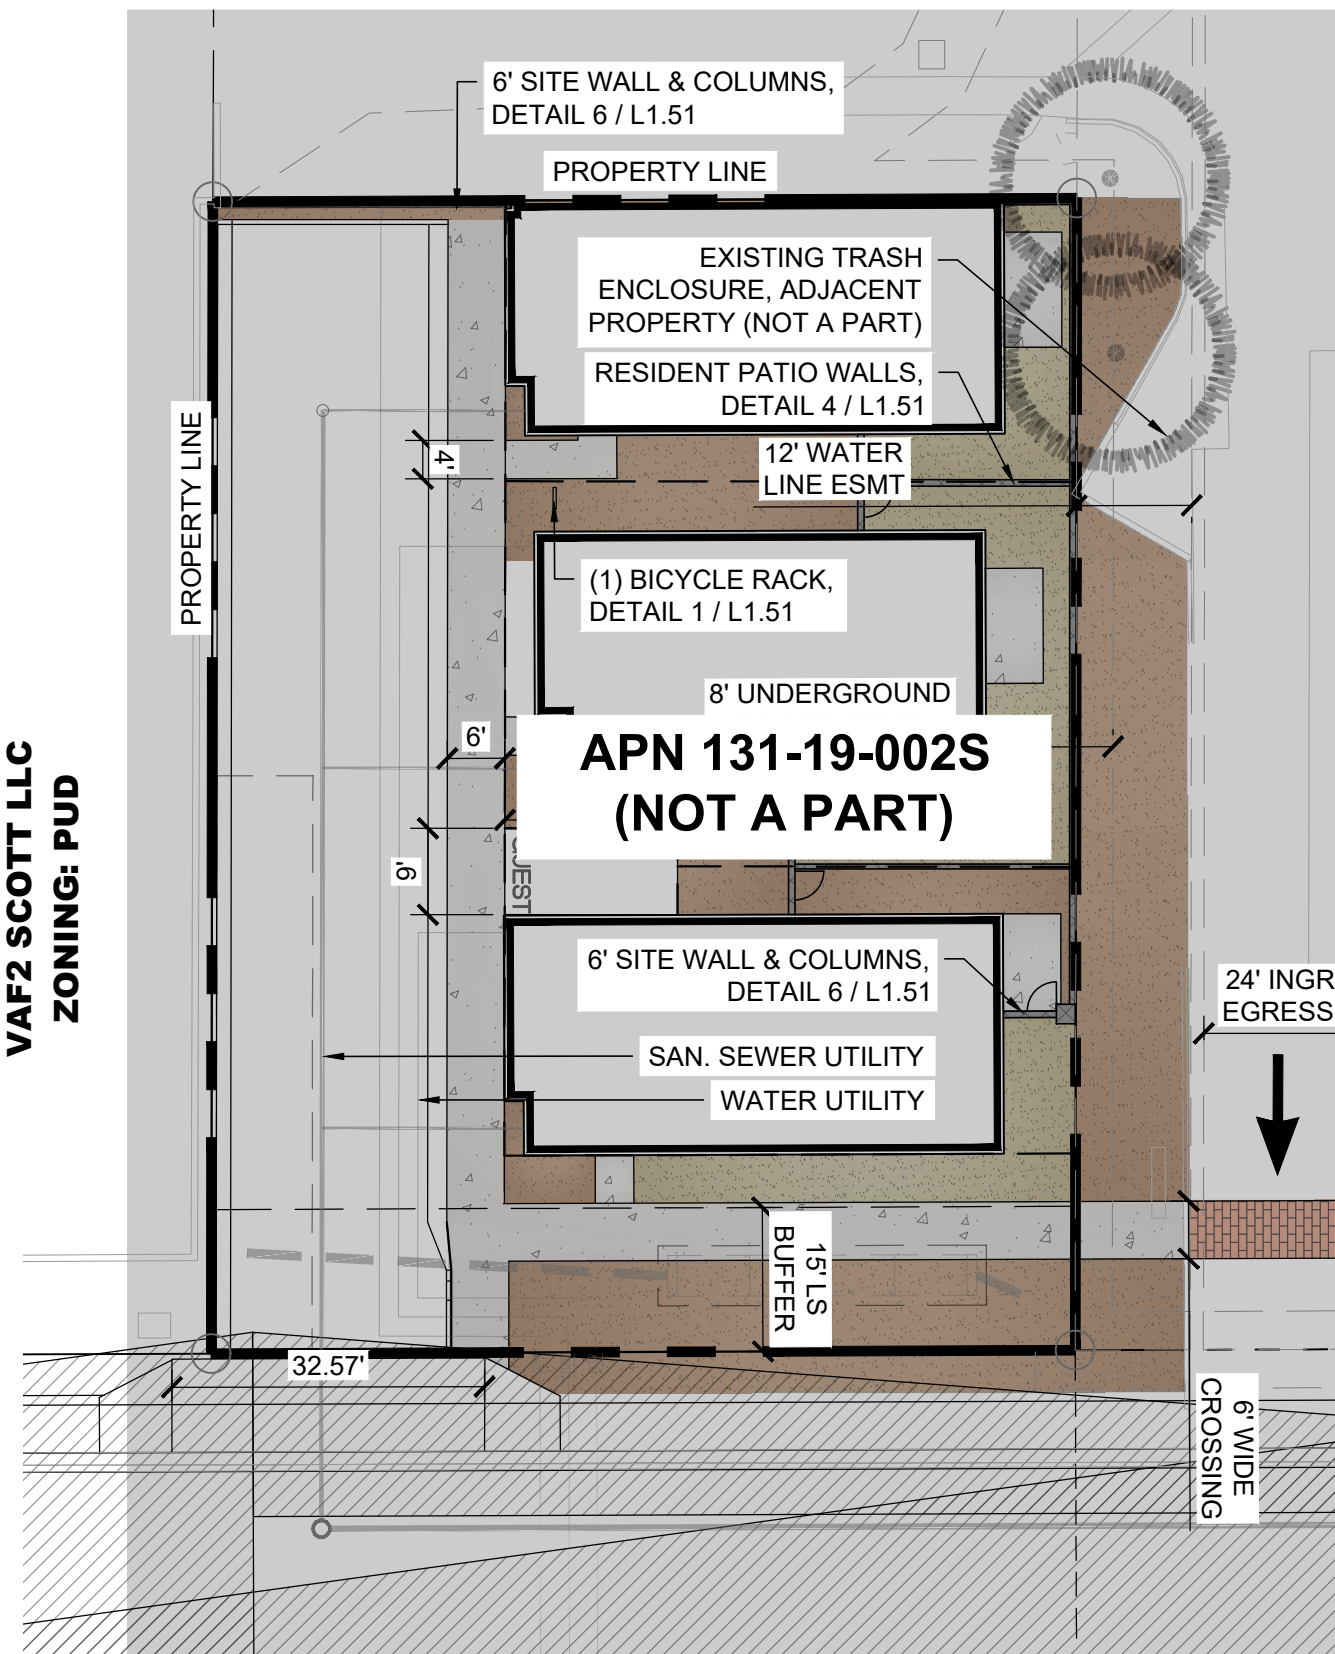 6' SITE WALL & COLUMNS,
DETAIL 6 / L1.51
PROPERTY LINE
EXISTING TRASH
ENCLOSURE, ADJACENT
PROPERTY (NOT A PART)
RESIDENT PATIO WALLS,
DETAIL 4 / L1.51
PROPERTY LINE
4'
12' WATER
LINE ESMT
(1) BICYCLE RACK,
DETAIL 1 / L1.51
8' UNDERGROUND
6'
APN 131-19-002S
(NOT A PART)
VAF2 SCOTT LLC
ZONING: PUD
9'
GUEST
6' SITE WALL & COLUMNS,
DETAIL 6 / L1.51
24' INGR
EGRESS
SAN. SEWER UTILITY
WATER UTILITY
15' LS
BUFFER
32.57'
6' WIDE
CROSSING